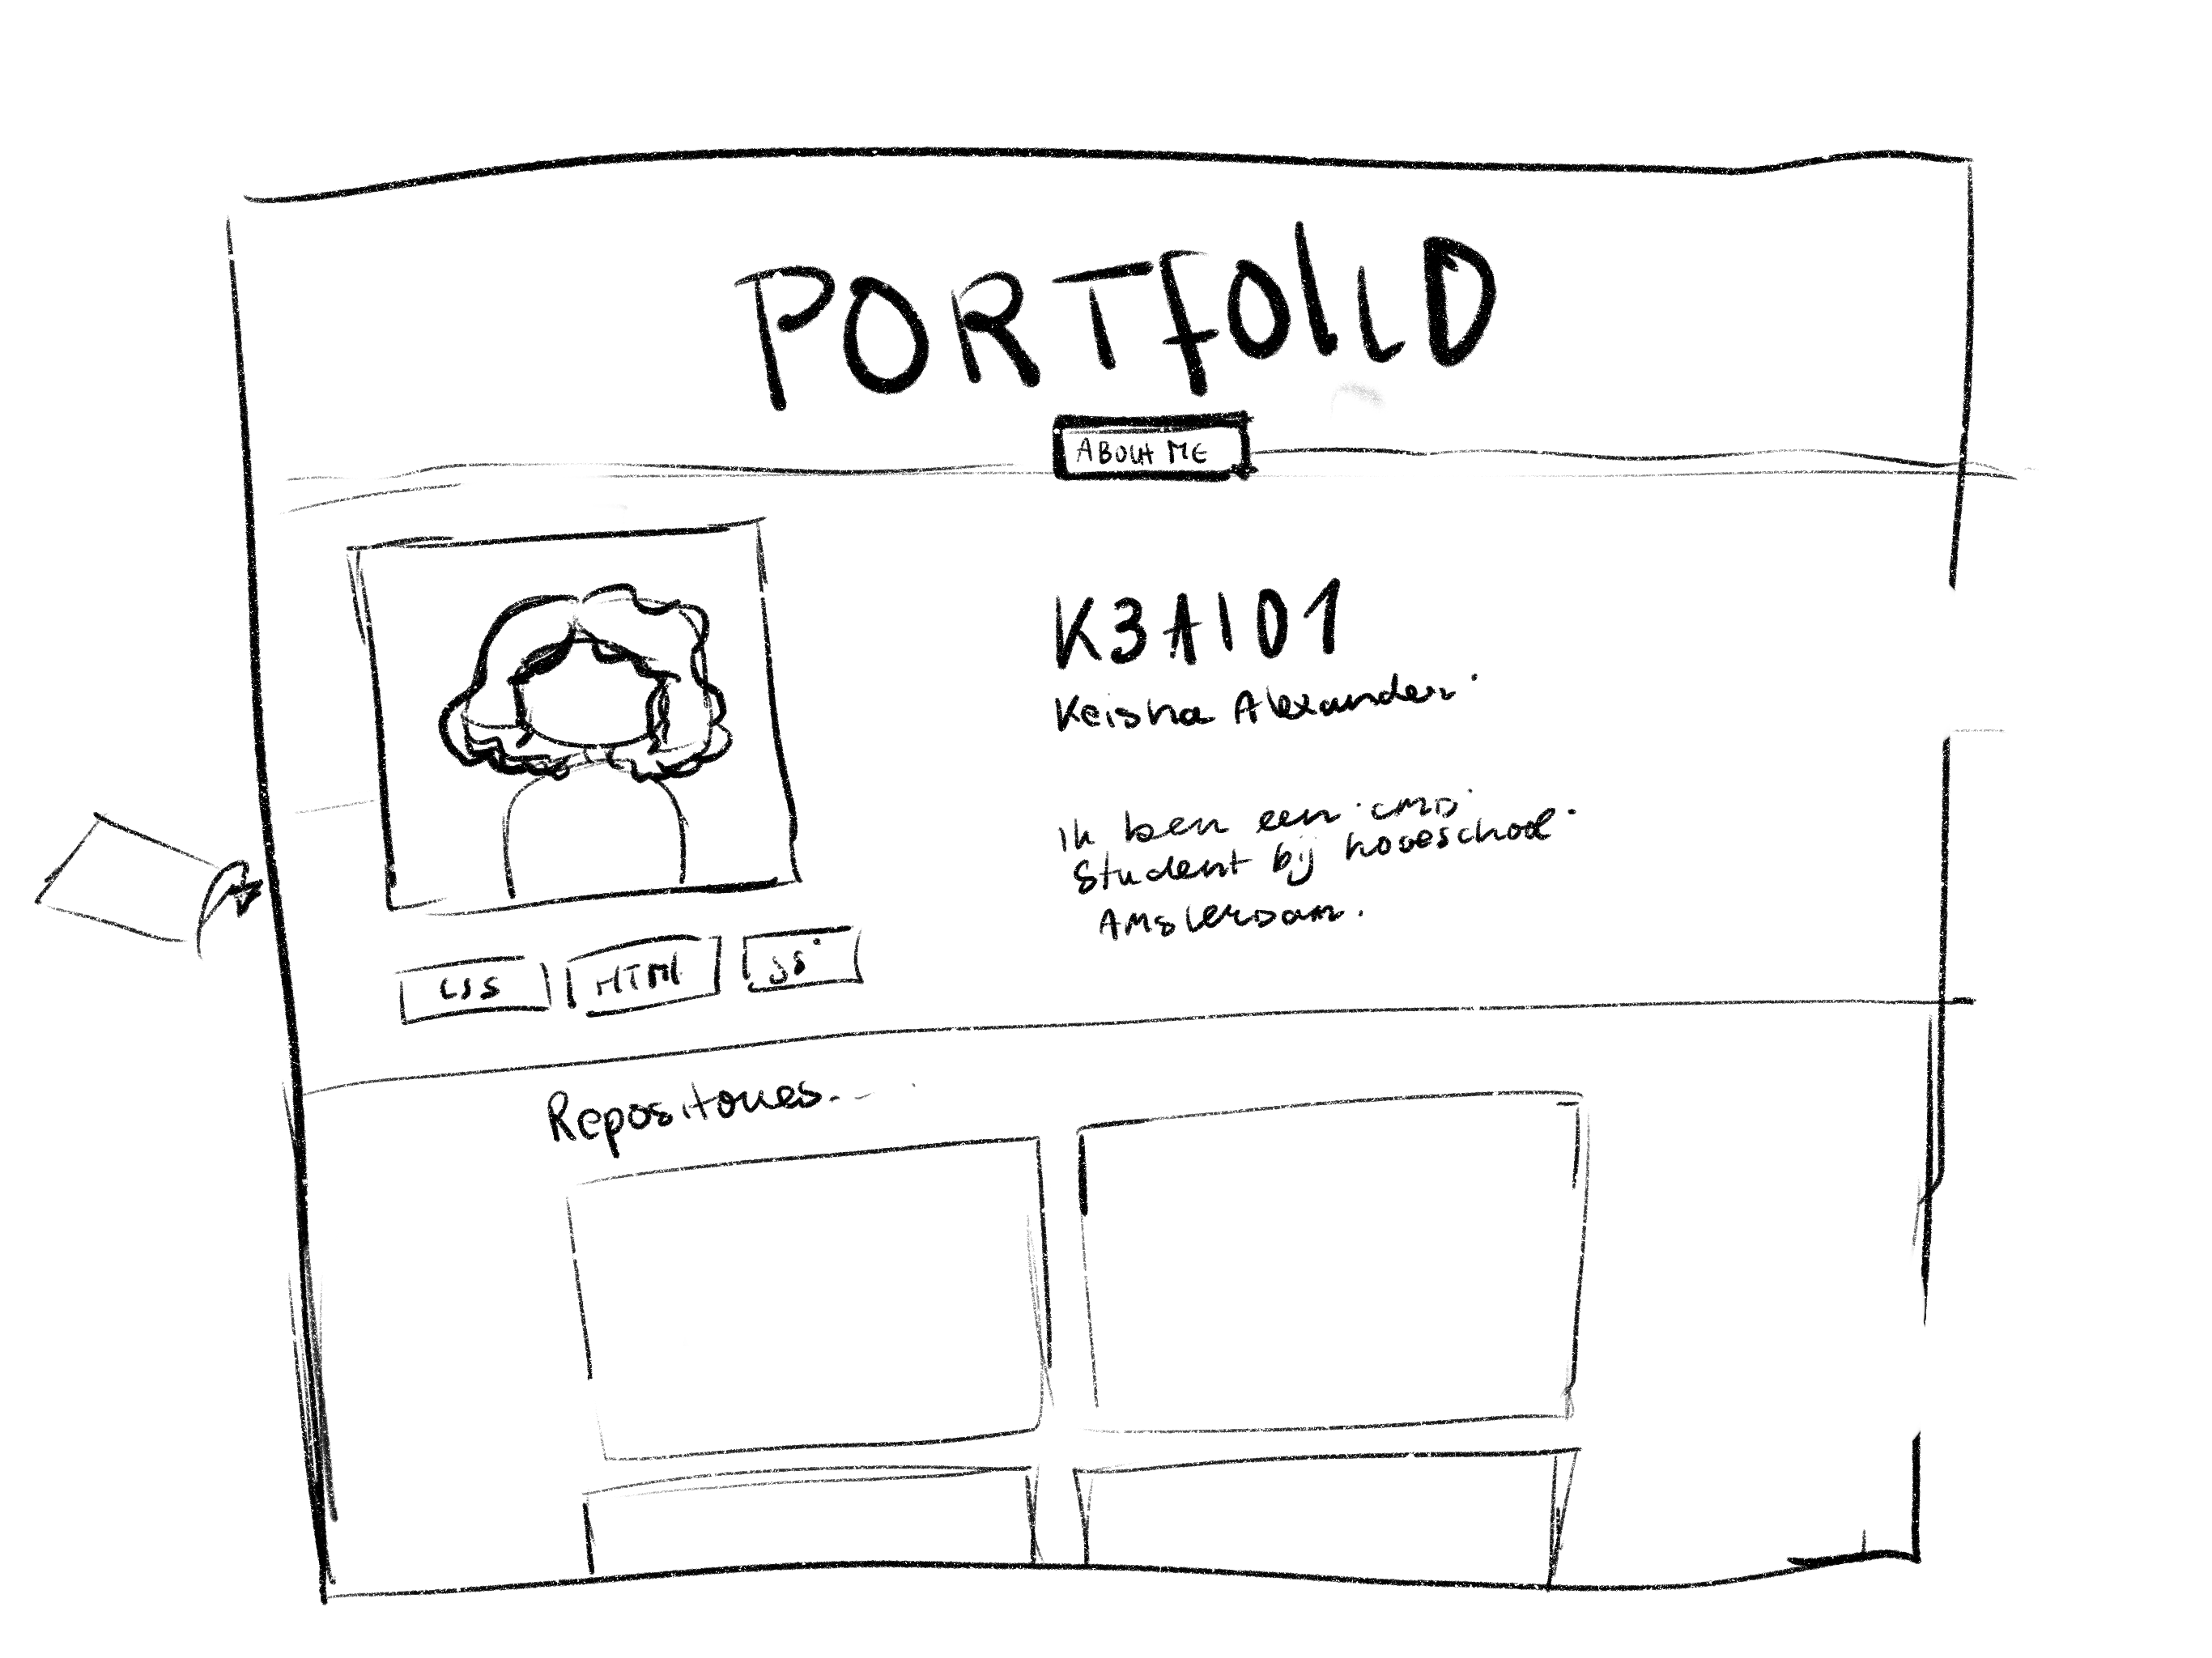 PORTfOlIO
ABOUT ME
K3A101
Keisha Alexander
Ik ben een CMD
Student bij hogeschool
AMsterDam.
CSS
HTMl
JS
Repositories...